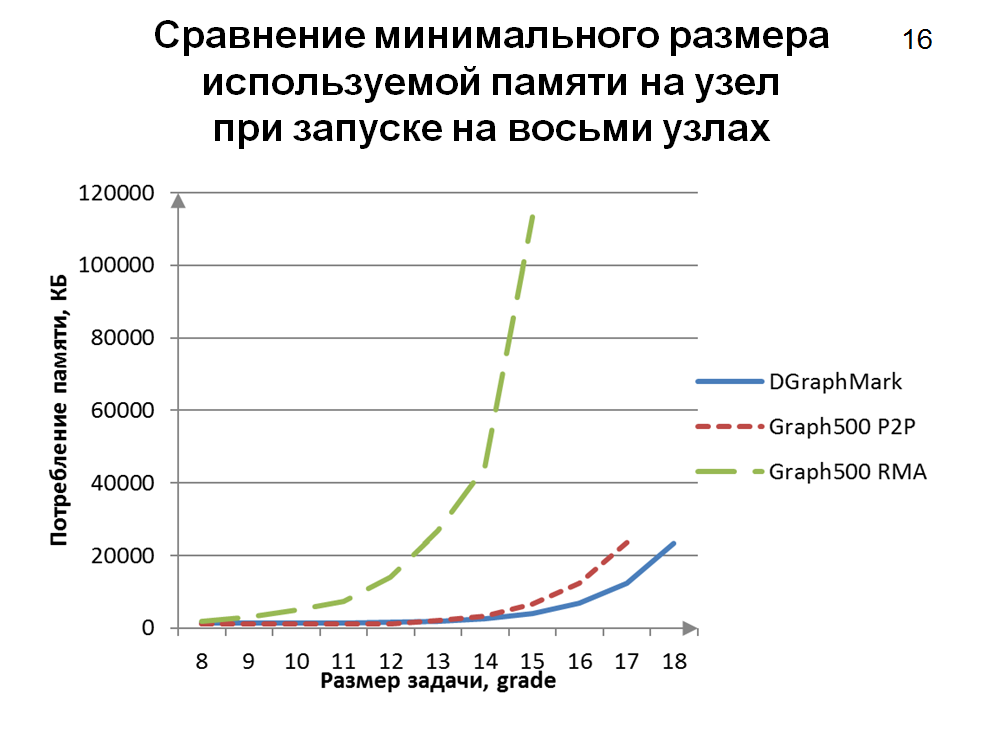 Сравнение минимального размера
16
используемой памяти на узел
при запуске на восьми узлах
120000
100000
80000
60000
40000
20000
0
Потребление памяти, КБ
8 9 10 11 12 13 14 15 16 17 18
Размер задачи, grade
DGraphMark
Graph500 P2P
Graph500 RMA